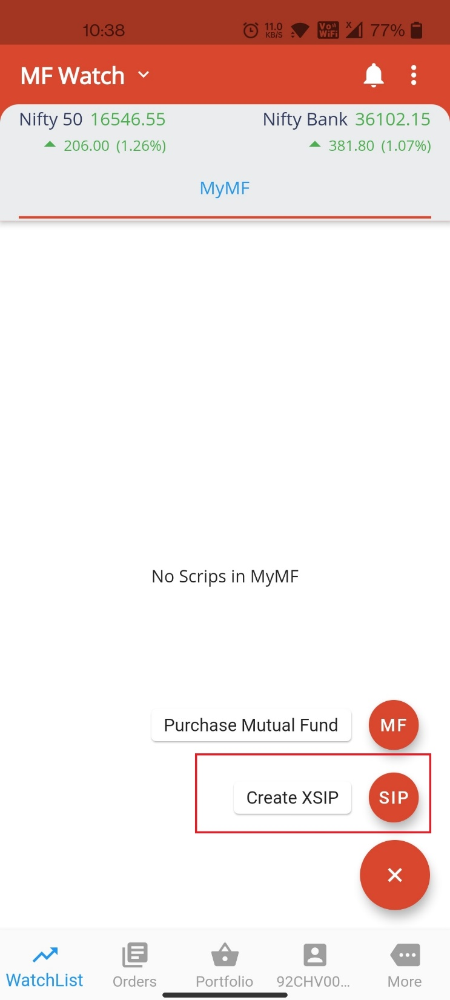 10:38 11.0 KB/S Vo WiFi X 77%
MF Watch
Nifty 50 16546.55 Nifty Bank 36102.15
206.00 (1.26%) 381.80 (1.07%)
MyMF
No Scrips in MyMF
Purchase Mutual Fund MF
Create XSIP SIP
WatchList Orders Portfolio 92CHV00... More